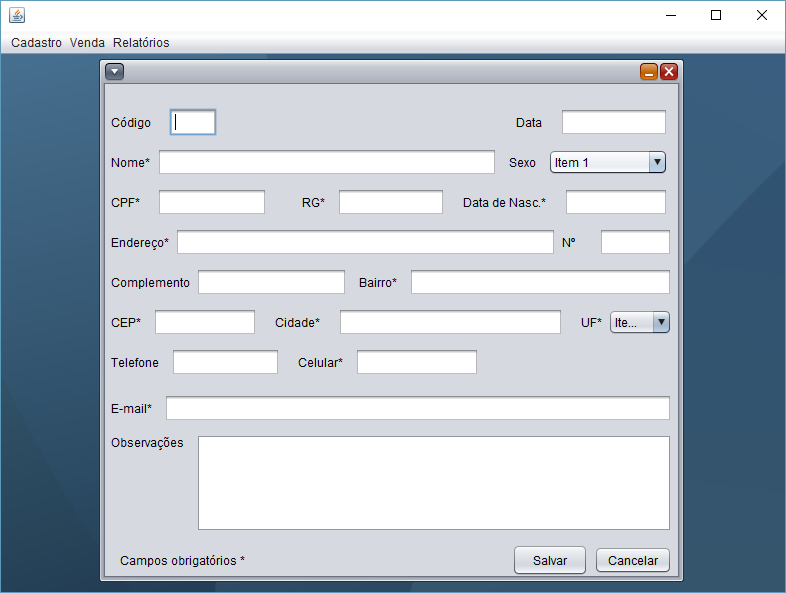 Cadastro Venda Relatórios
Código Data
Nome* Sexo Item 1
CPF* RG* Data de Nasc.*
Endereço* Nº
Complemento Bairro*
CEP* Cidade* UF* Ite...
Telefone Celular*
E-mail*
Observações
Campos obrigatórios * Salvar Cancelar